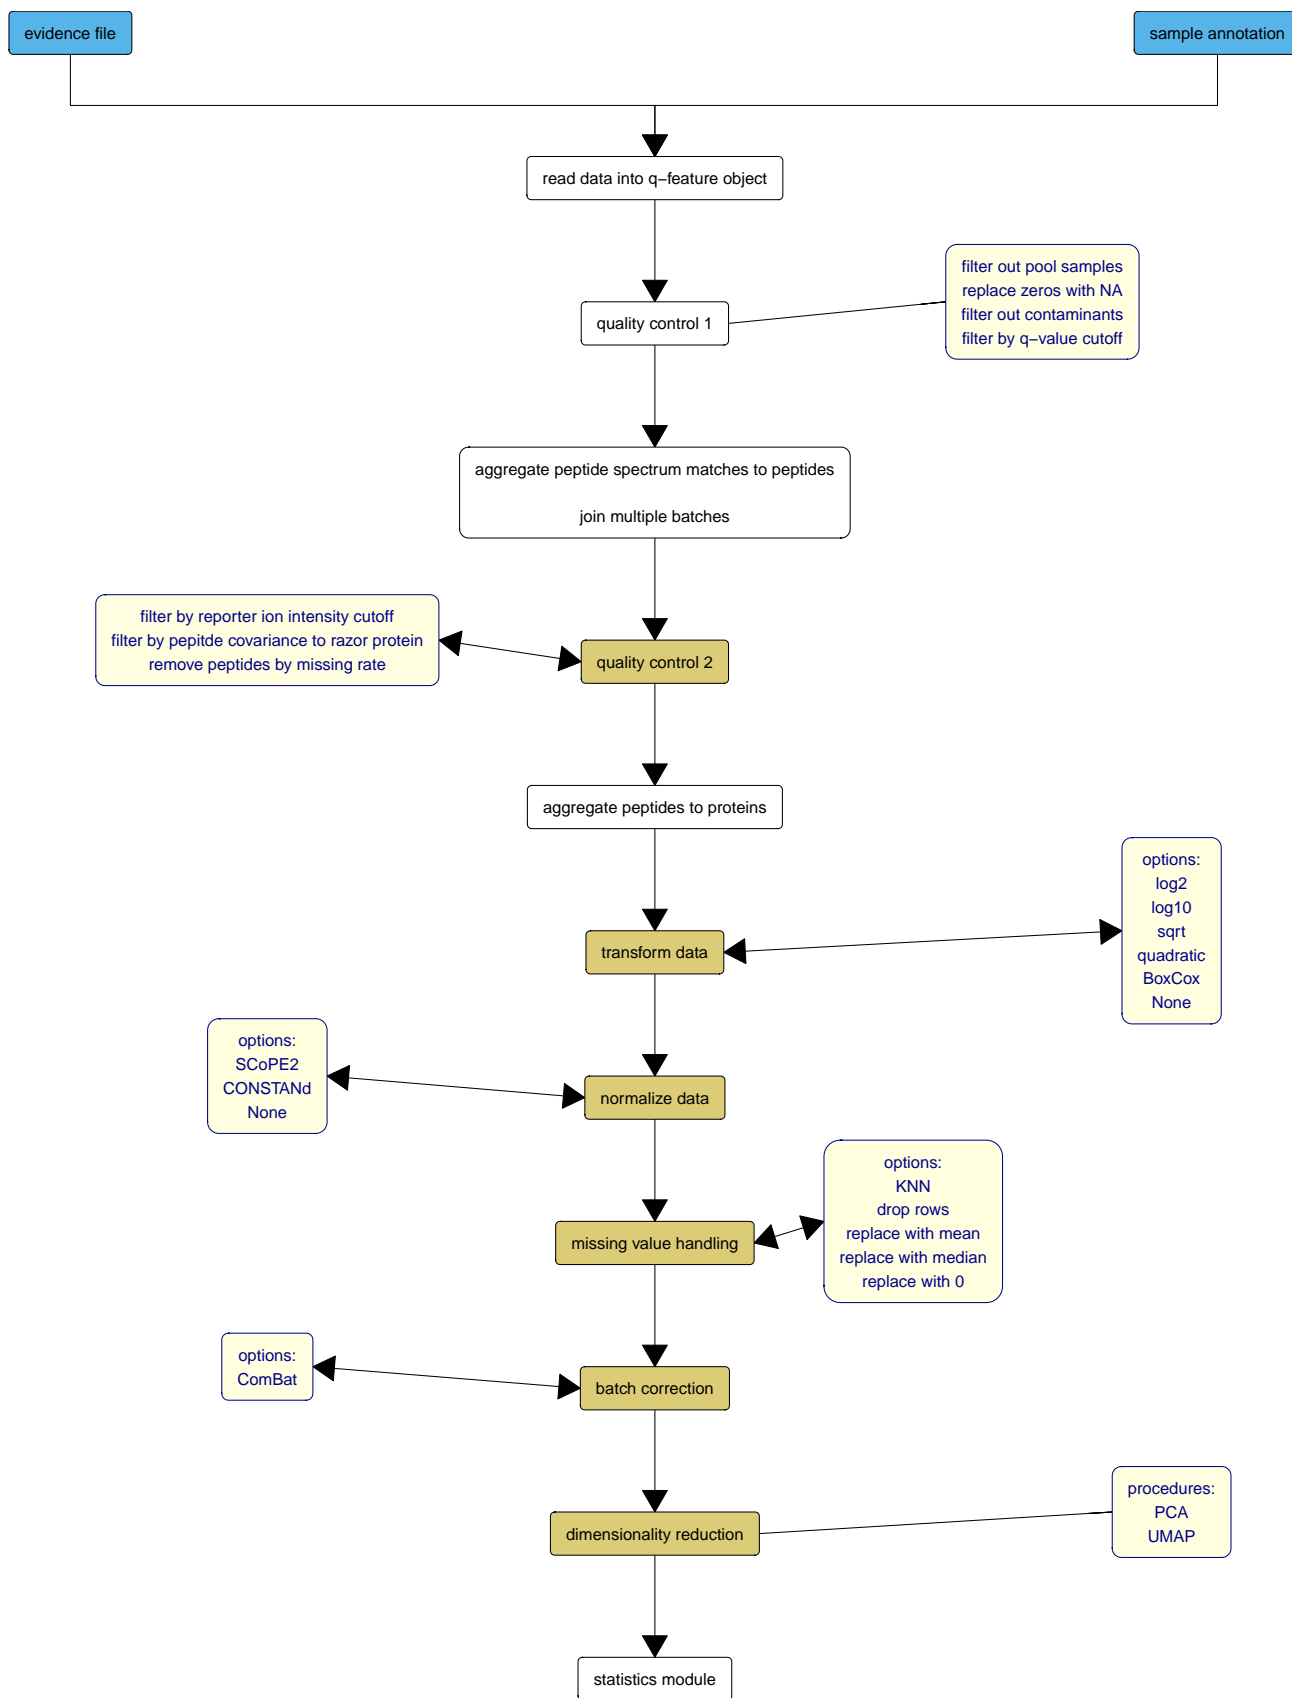 evidence file
sample annotation
read data into q−feature object
filter out pool samples
replace zeros with NA
filter out contaminants
filter by q−value cutoff
quality control 1
aggregate peptide spectrum matches to peptides
join multiple batches
filter by reporter ion intensity cutoff
filter by pepitde covariance to razor protein
remove peptides by missing rate
quality control 2
aggregate peptides to proteins
options:
log2
log10
sqrt
quadratic
BoxCox
None
transform data
options:
SCoPE2
CONSTANd
None
normalize data
options:
KNN
drop rows
replace with mean
replace with median
replace with 0
missing value handling
options:
ComBat
batch correction
procedures:
PCA
UMAP
dimensionality reduction
statistics module